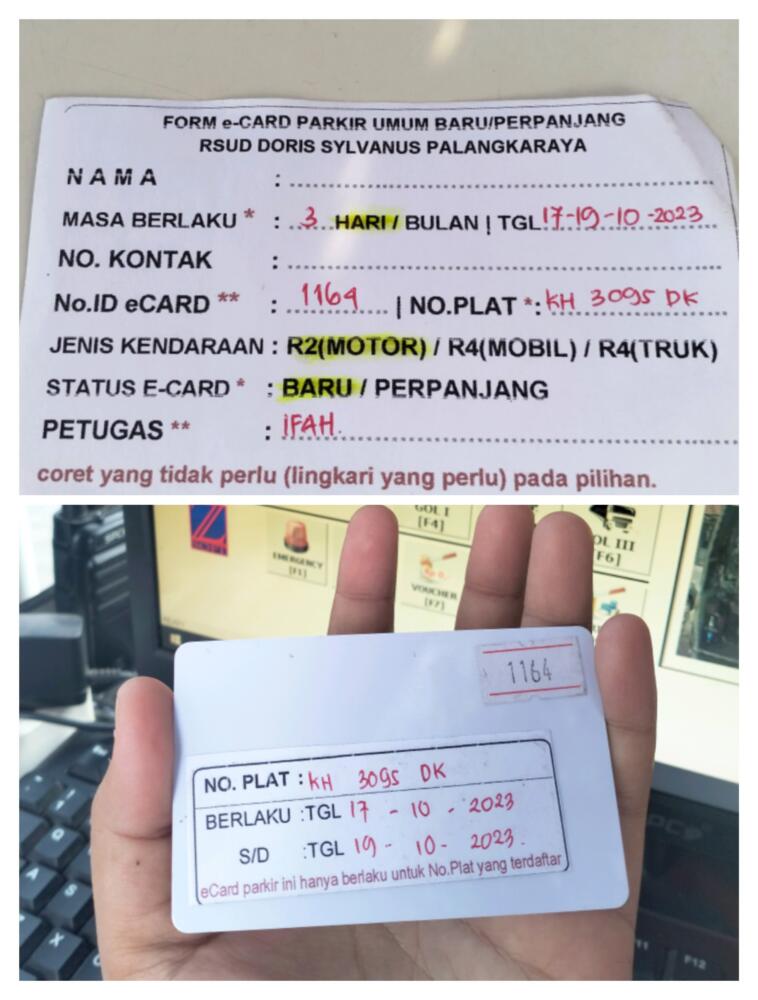 FORM e-CARD PARKIR UMUM BARU/PERPANJANG
RSUD DORIS SYLVANUS PALANGKARAYA
NAMA :
MASA BERLAKU * : 3 HARI / BULAN | TGL 17-19-10-2023
NO. KONTAK :
No.ID eCARD ** : 1164 | NO.PLAT *: KH 3095 DK
JENIS KENDARAAN : R2(MOTOR) / R4(MOBIL) / R4(TRUK)
STATUS E-CARD * : BARU / PERPANJANG
PETUGAS ** : IFAH.
coret yang tidak perlu (lingkari yang perlu) pada pilihan.
GOL I
[F4]
OL III
F6]
EMERGENCY
[F1]
VOUCHER
[F7]
1164
NO. PLAT : KH 3095 DK
BERLAKU : TGL 17 - 10 - 2023
S/D : TGL 19 - 10 - 2023.
eCard parkir ini hanya berlaku untuk No.Plat yang terdaftar
F12